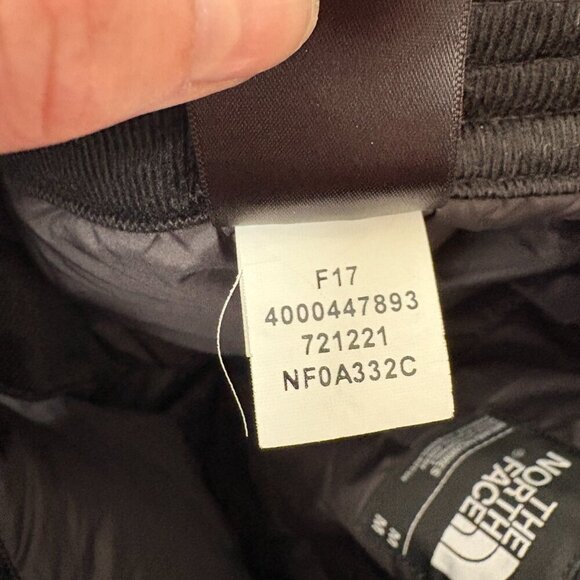 F17
4000447893
721221
NF0A332C
THE
NORTH
FACE
®
M
M